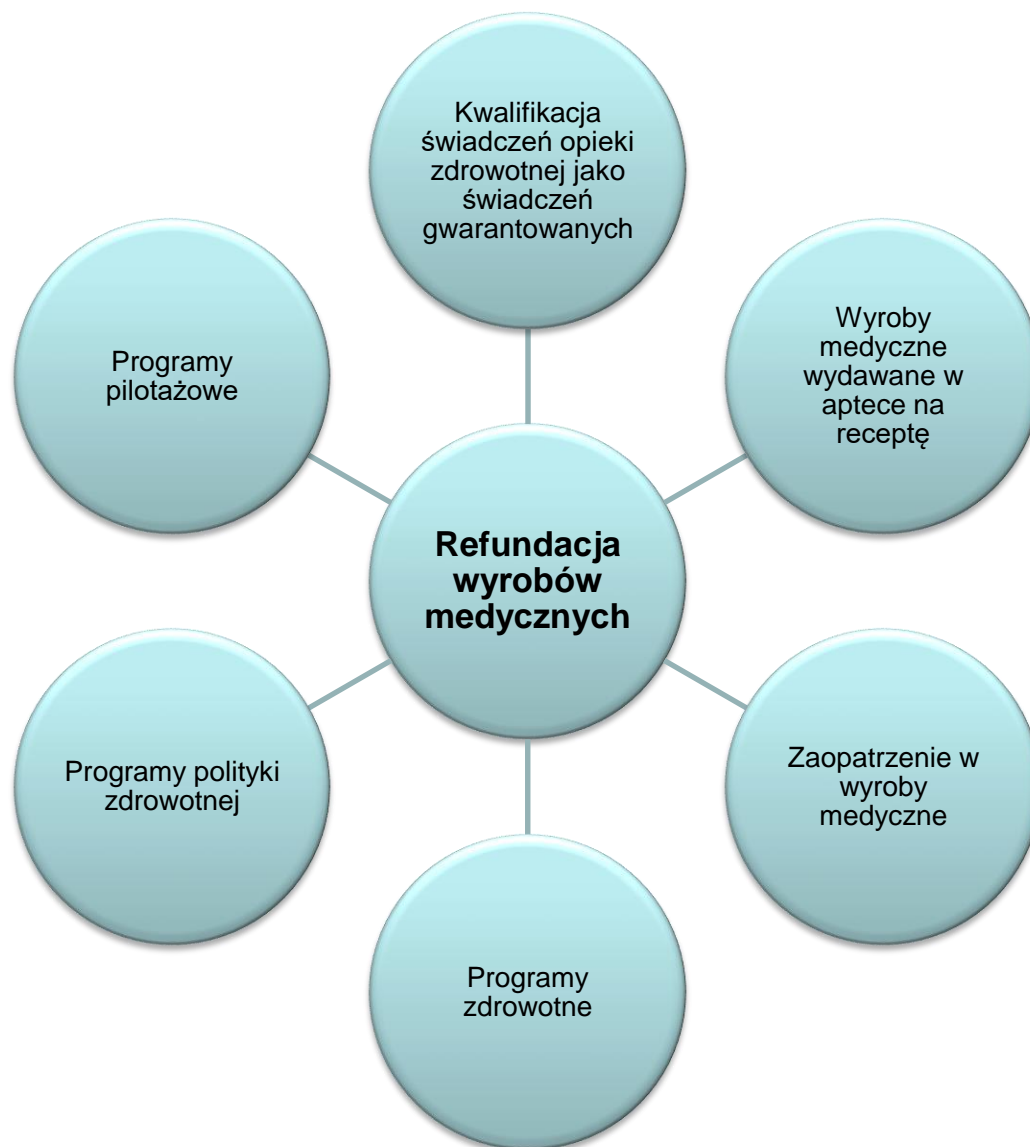 Kwalifikacja
świadczeń opieki
zdrowotnej jako
świadczeń
gwarantowanych
Wyroby
medyczne
wydawane w
aptece na
receptę
Zaopatrzenie w
wyroby
medyczne
Programy
zdrowotne
Programy polityki
zdrowotnej
Programy
pilotażowe
Refundacja
wyrobów
medycznych